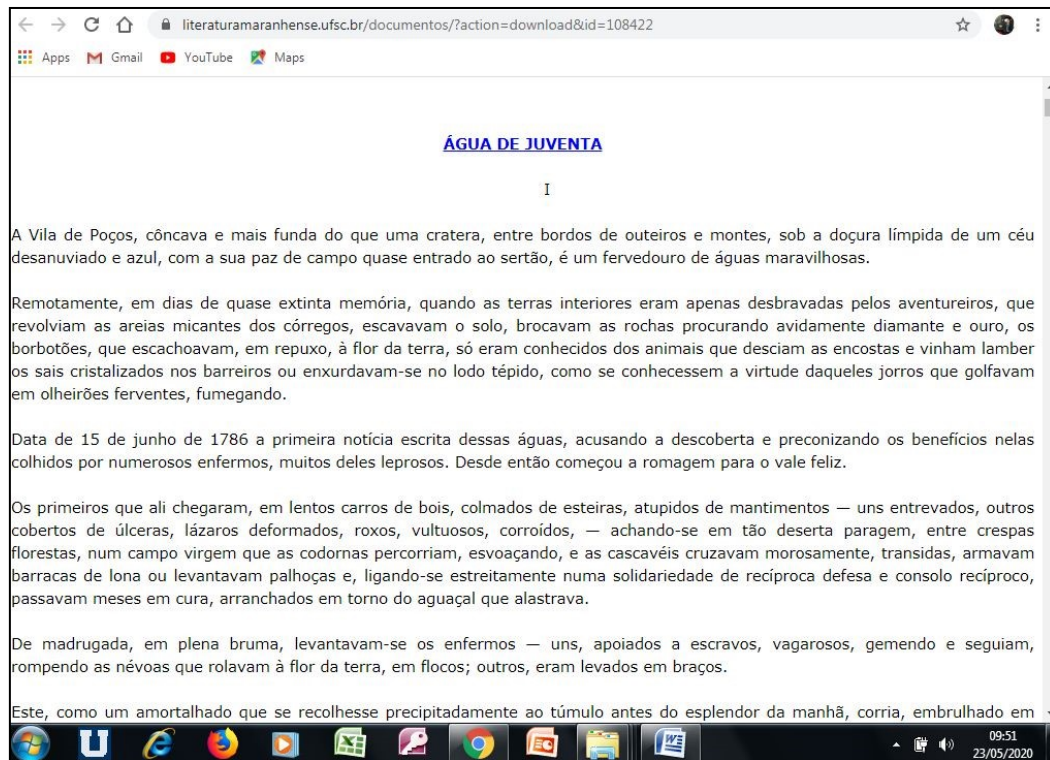 literaturamaranhense.ufsc.br/documentos/?action=download&id=108422
Apps Gmail YouTube Maps
ÁGUA DE JUVENTA
A Vila de Poços, côncava e mais funda do que uma cratera, entre bordos de outeiros e montes, sob a doçura límpida de um céu
desanuviado e azul, com a sua paz de campo quase entrado ao sertão, é um fervedouro de águas maravilhosas.
Remotamente, em dias de quase extinta memória, quando as terras interiores eram apenas desbravadas pelos aventureiros, que
revolviam as areias micantes dos córregos, escavavam o solo, brocavam as rochas procurando avidamente diamante e ouro, os
borbotões, que escachoavam, em repuxo, à flor da terra, só eram conhecidos dos animais que desciam as encostas e vinham lamber
os sais cristalizados nos barreiros ou enxurdavam-se no lodo tépido, como se conhecessem a virtude daqueles jorros que golfavam
em olheirões ferventes, fumegando.
Data de 15 de junho de 1786 a primeira notícia escrita dessas águas, acusando a descoberta e preconizando os benefícios nelas
colhidos por numerosos enfermos, muitos deles leprosos. Desde então começou a romagem para o vale feliz.
Os primeiros que ali chegaram, em lentos carros de bois, colmados de esteiras, atupidos de mantimentos — uns entrevados, outros
cobertos de úlceras, lázaros deformados, roxos, vultuosos, corroídos, — achando-se em tão deserta paragem, entre crespas
florestas, num campo virgem que as codornas percorriam, esvoaçando, e as cascavéis cruzavam morosamente, transidas, armavam
barracas de lona ou levantavam palhoças e, ligando-se estreitamente numa solidariedade de recíproca defesa e consolo recíproco,
passavam meses em cura, arranchados em torno do aguaçal que alastrava.
De madrugada, em plena bruma, levantavam-se os enfermos — uns, apoiados a escravos, vagarosos, gemendo e seguiam,
rompendo as névoas que rolavam à flor da terra, em flocos; outros, eram levados em braços.
Este, como um amortalhado que se recolhesse precipitadamente ao túmulo antes do esplendor da manhã, corria, embrulhado em
09:51
23/05/2020